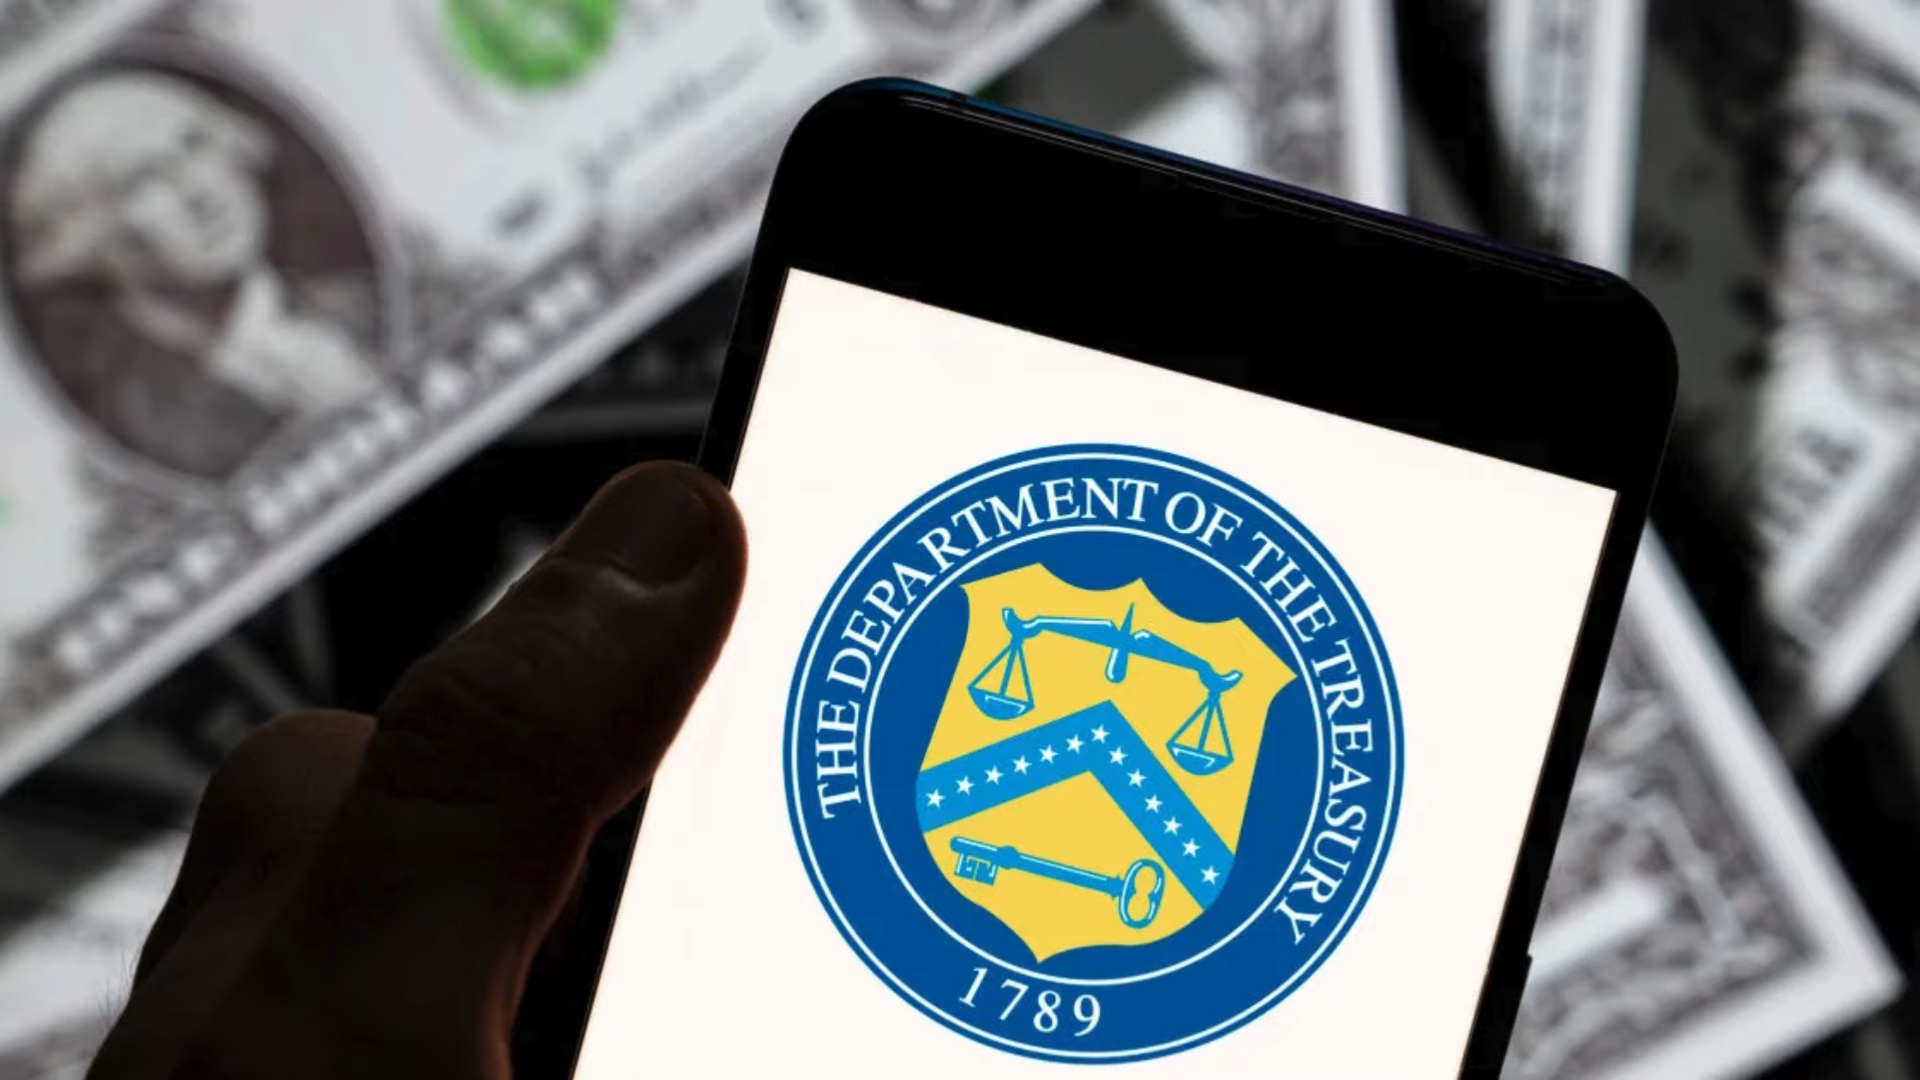 THE DEPARTMENT OF THE TREASURY
1789